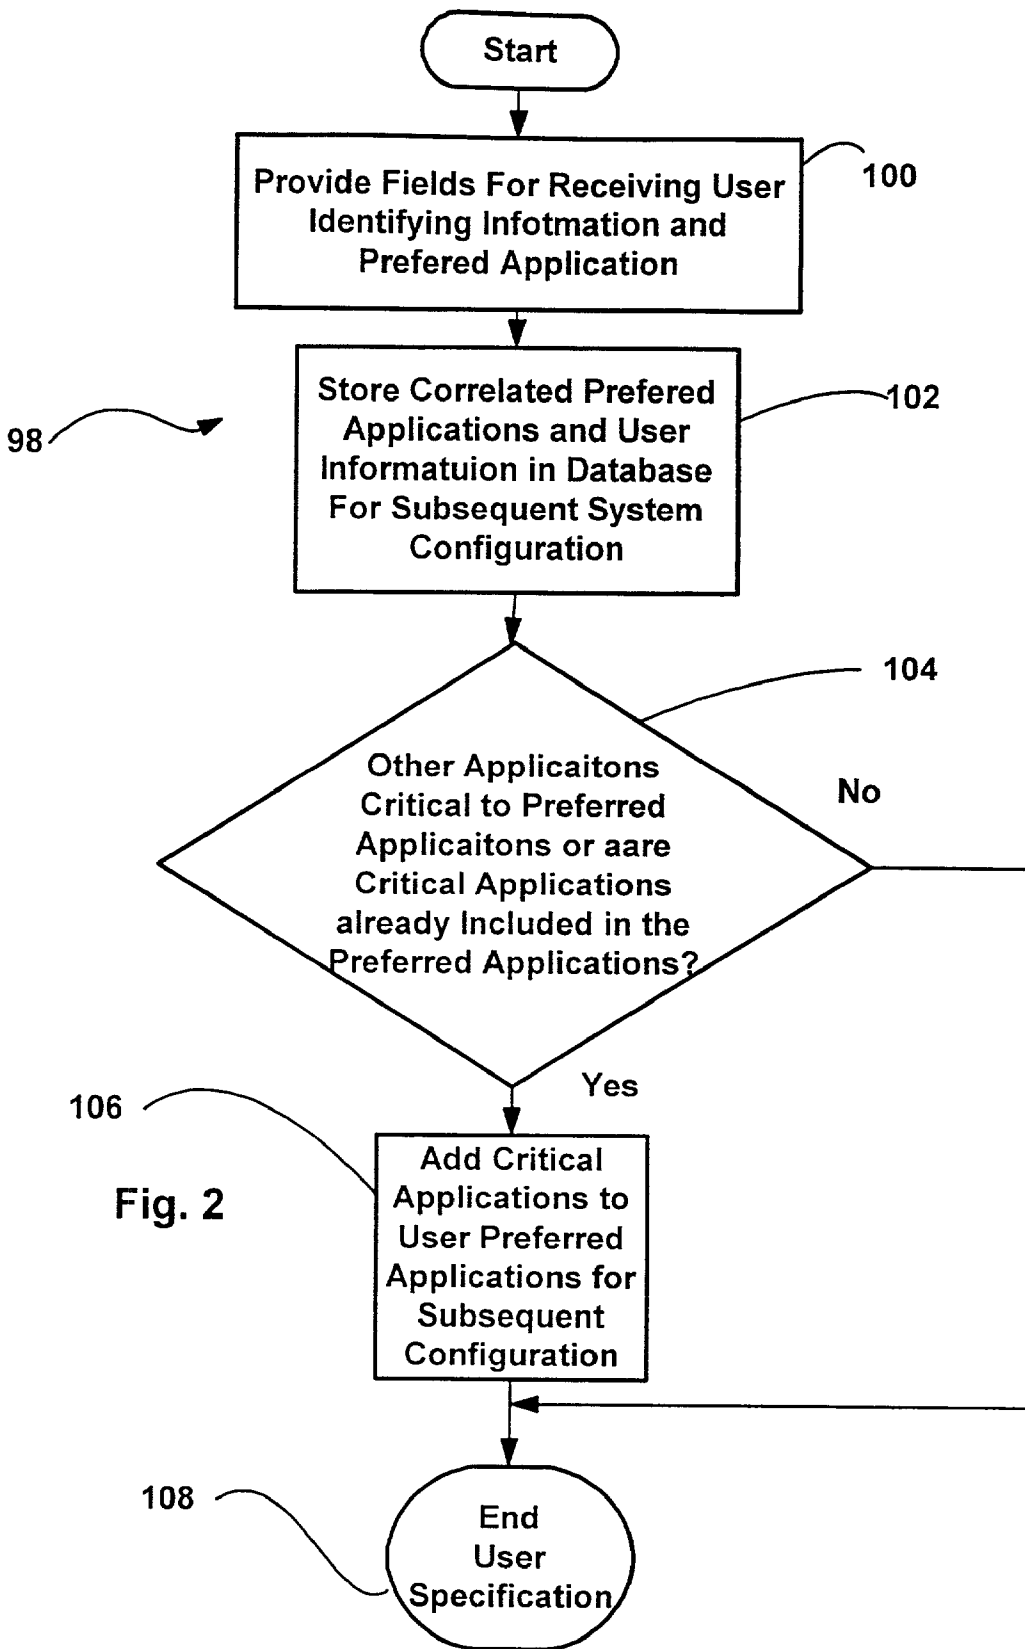 Start
Provide Fields For Receiving User
Identifying Infotmation and
Prefered Application
100
Store Correlated Prefered
Applications and User
Informatuion in Database
For Subsequent System
Configuration
102
98
104
Other Applicaitons
Critical to Preferred
Applicaitons or aare
Critical Applications
already Included in the
Preferred Applications?
No
Yes
106
Add Critical
Applications to
User Preferred
Applications for
Subsequent
Configuration
Fig. 2
108
End
User
Specification